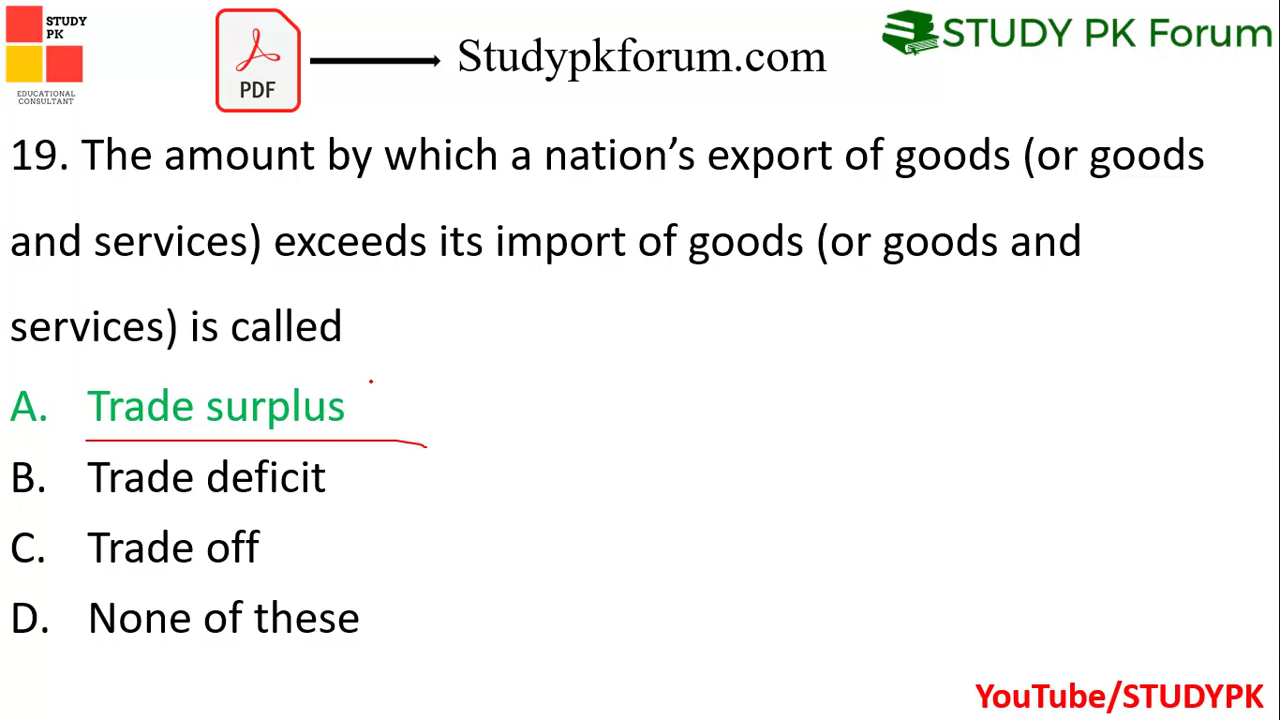 STUDY
PK
EDUCATIONAL
CONSULTANT
PDF
Studypkforum.com
STUDY PK Forum
19. The amount by which a nation’s export of goods (or goods
and services) exceeds its import of goods (or goods and
services) is called
A. Trade surplus
B. Trade deficit
C. Trade off
D. None of these
YouTube/STUDYPK